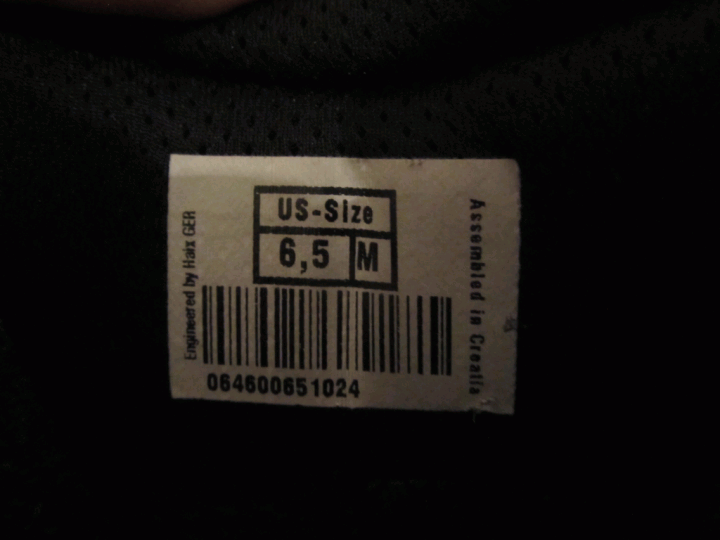 US-Size
6,5 M
Engineered by Haix GER
Assembled in Croatia
064600651024